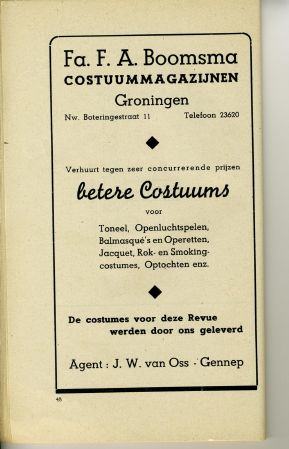 Fa. F. A. Boomsma
COSTUUMMAGAZIJNEN
Groningen
Nw. Boteringestraat 11 Telefoon 23620
Verhuurt tegen zeer concurrerende prijzen
betere Costuums
voor
Toneel, Openluchtspelen,
Balmasqué's en Operetten,
Jacquet, Rok- en Smoking-
costumes, Optochten enz.
De costumes voor deze Revue
werden door ons geleverd
Agent : J. W. van Oss - Gennep
48